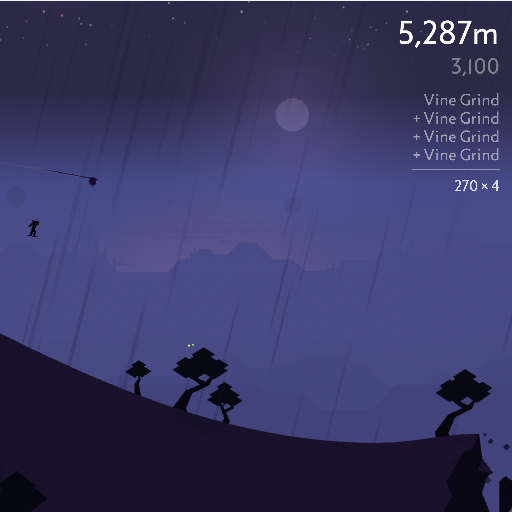 5,287m
3,100
Vine Grind
+ Vine Grind
+ Vine Grind
+ Vine Grind
270 × 4